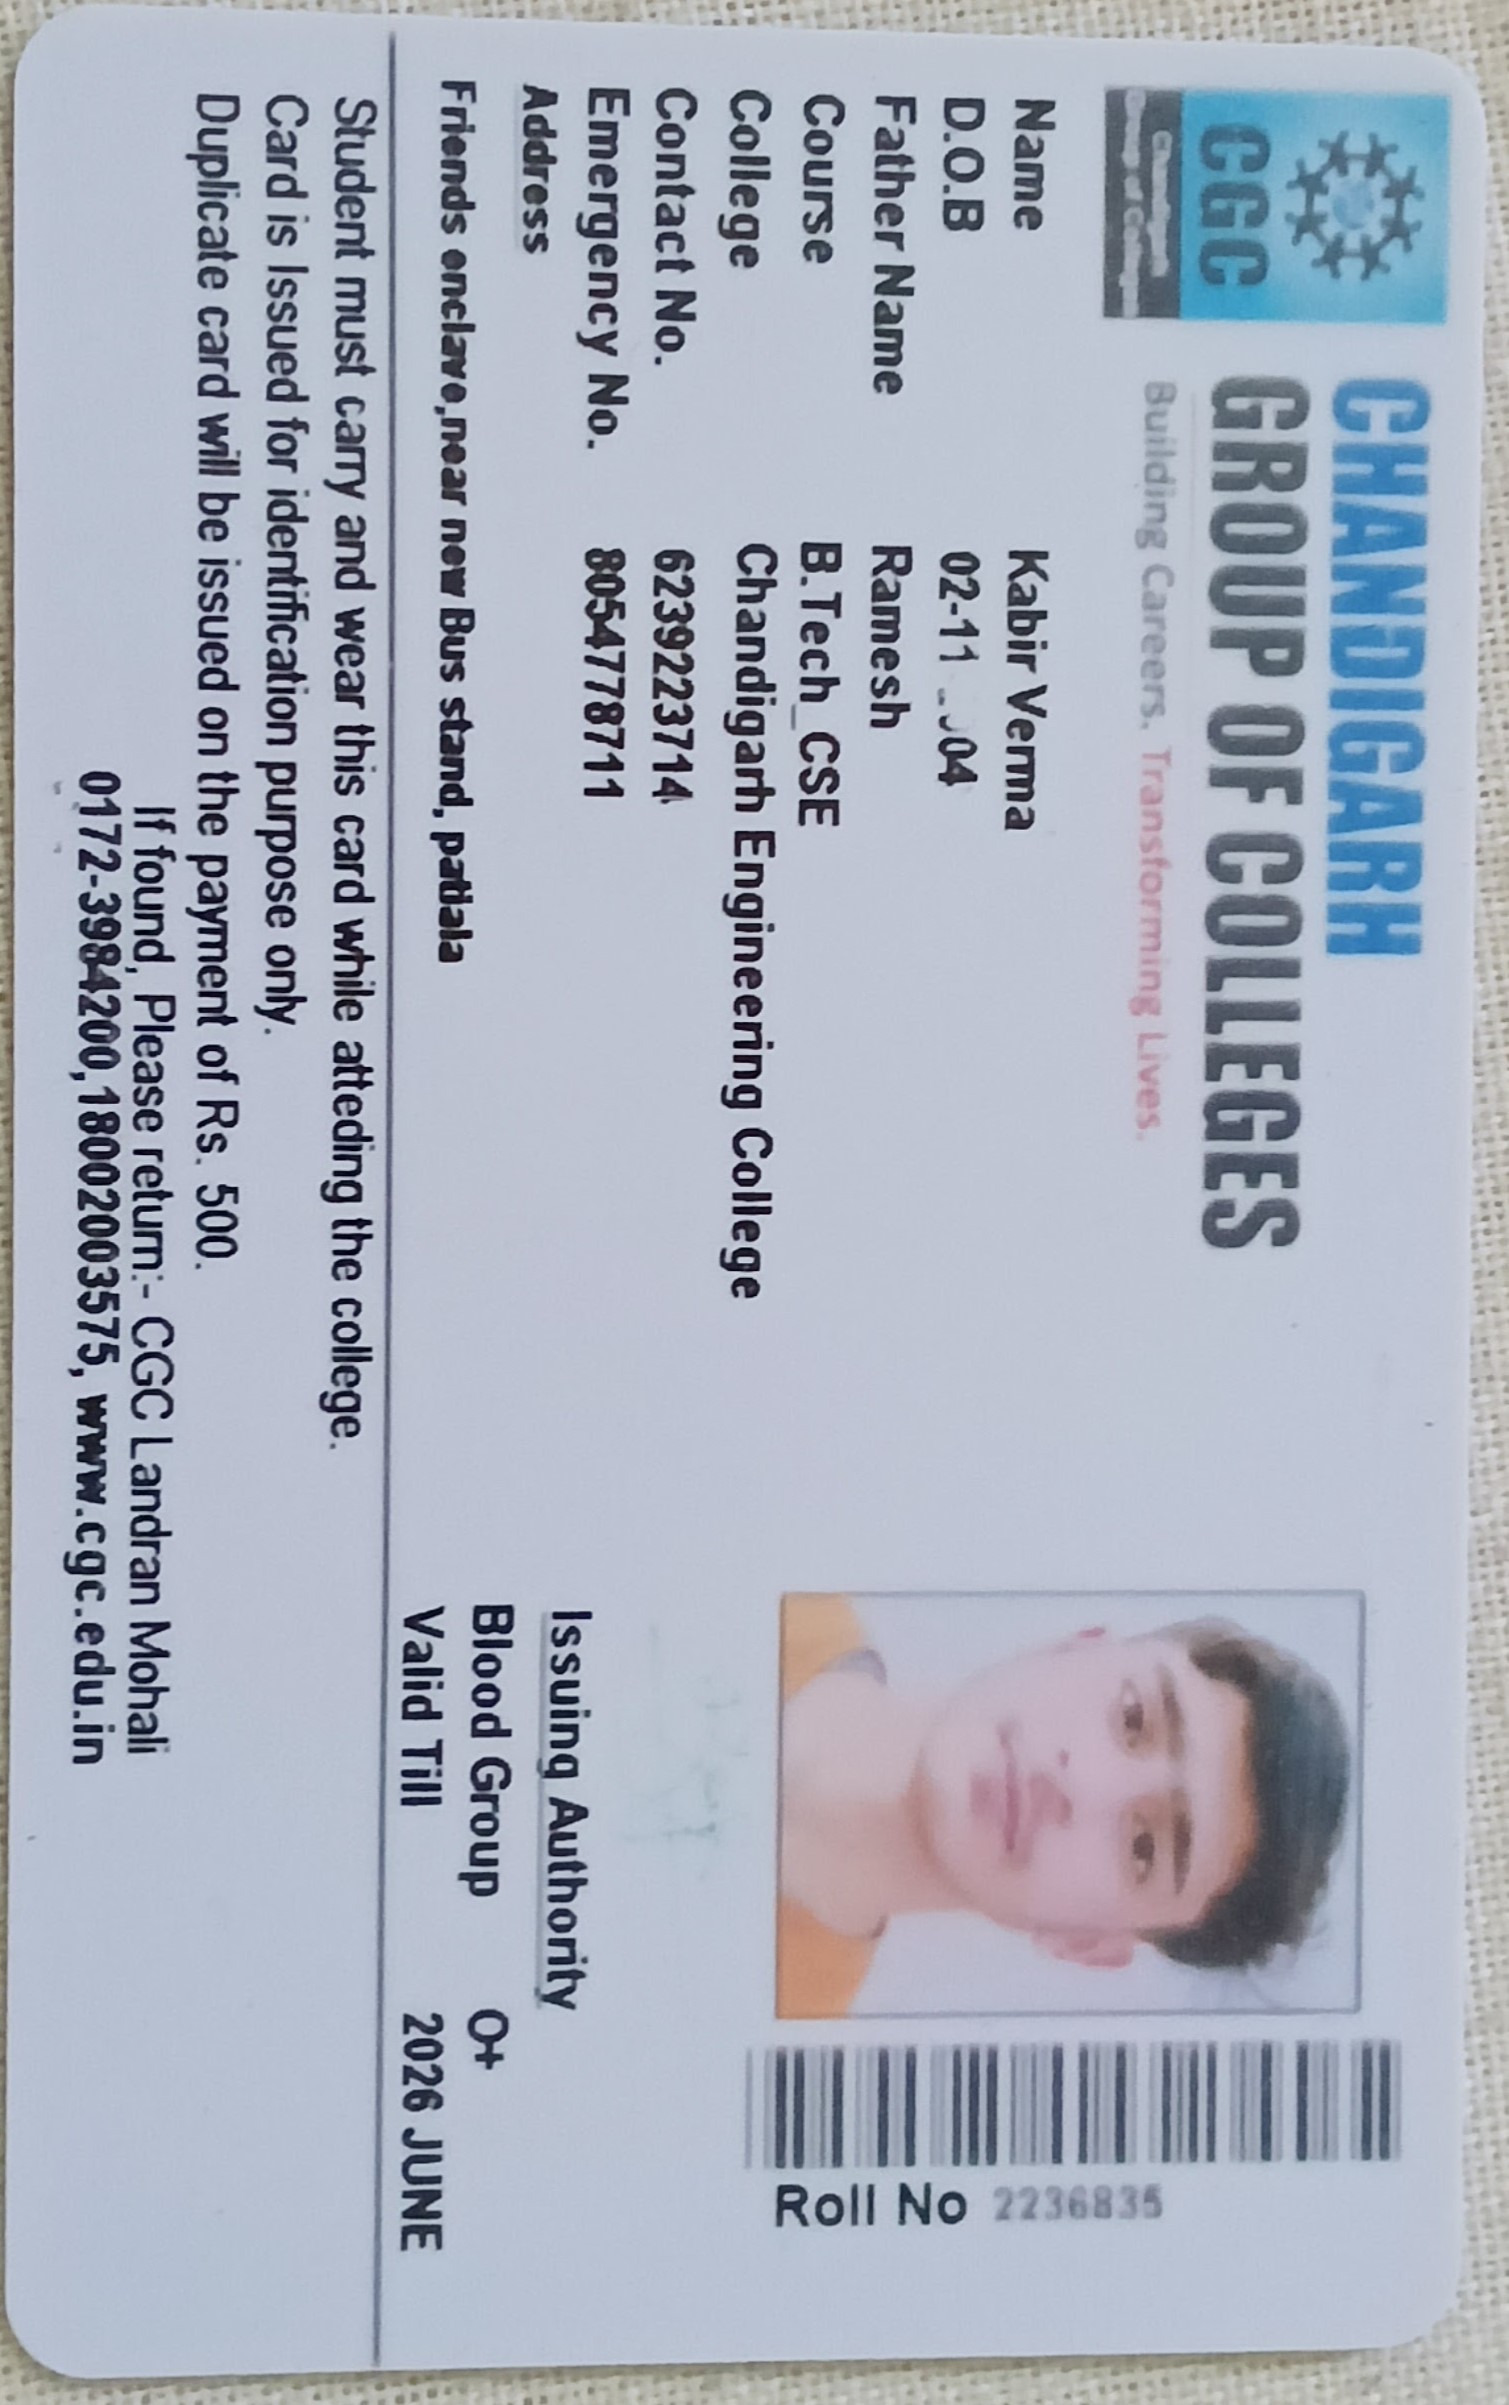 CGC
CHANDIGARH
GROUP OF COLLEGES
Building Careers. Transforming Lives.
Name Kabir Verma
D.O.B 02-11 04
Father Name Ramesh
Course B.Tech_CSE
College Chandigarh Engineering College
Contact No. 6239223714
Emergency No. 8054778711
Address
Friends enclave,near new Bus stand, patiala
Roll No 2236835
Issuing Authority
Blood Group O+
Valid Till 2026 JUNE
Student must carry and wear this card while atteding the college.
Card is Issued for identification purpose only.
Duplicate card will be issued on the payment of Rs. 500.
If found, Please return:- CGC Landran Mohali
0172-3984200,18002003575, www.cgc.edu.in